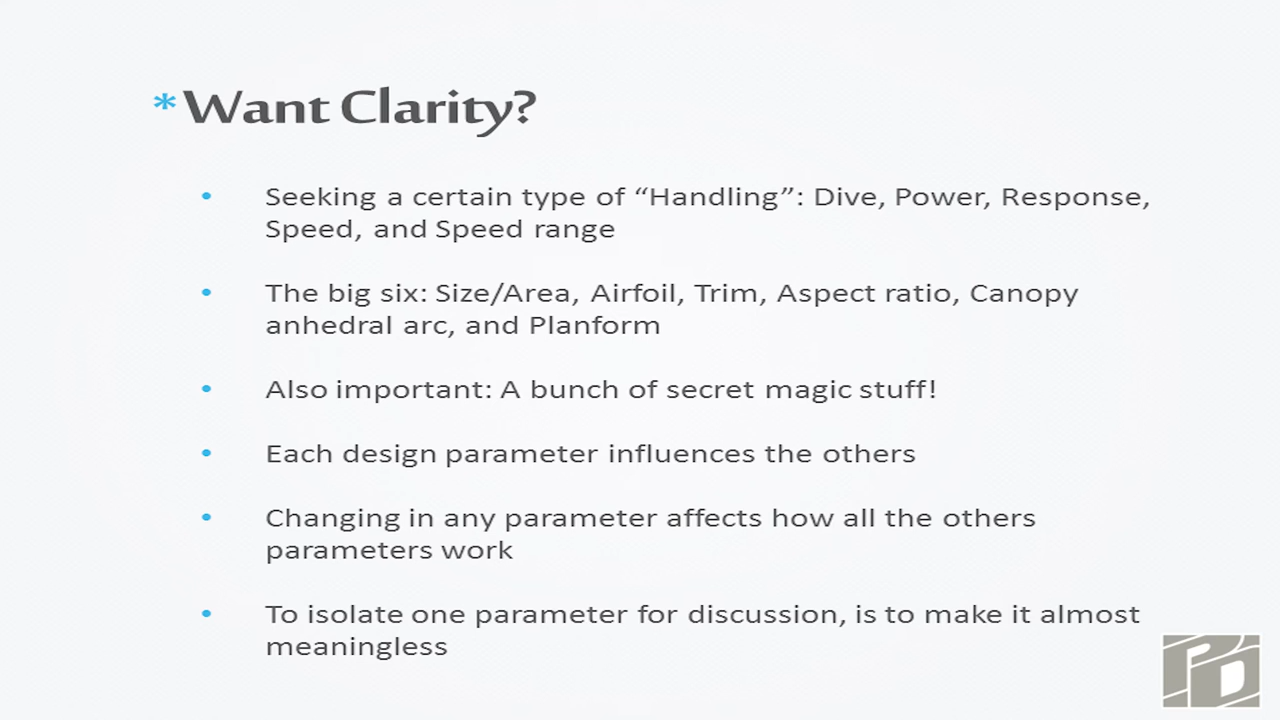 *Want Clarity?
• Seeking a certain type of “Handling”: Dive, Power, Response,
Speed, and Speed range
• The big six: Size/Area, Airfoil, Trim, Aspect ratio, Canopy
anhedral arc, and Planform
• Also important: A bunch of secret magic stuff!
• Each design parameter influences the others
• Changing in any parameter affects how all the others
parameters work
• To isolate one parameter for discussion, is to make it almost
meaningless
PD